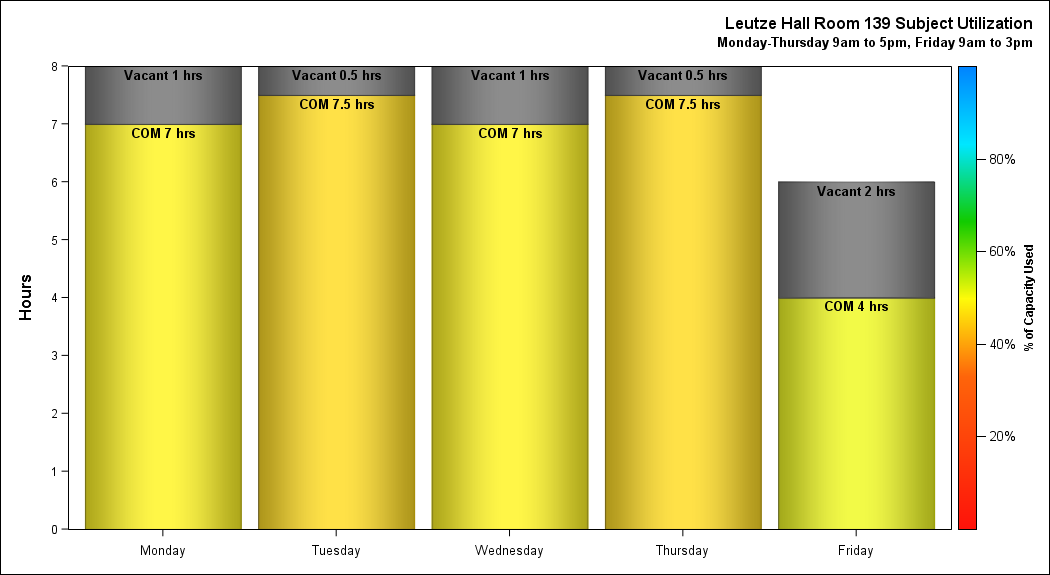 Leutze Hall Room 139 Subject Utilization
Monday-Thursday 9am to 5pm, Friday 9am to 3pm
Hours
8
7
6
5
4
3
2
1
0
Vacant 1 hrs
COM 7 hrs
Vacant 0.5 hrs
COM 7.5 hrs
Vacant 1 hrs
COM 7 hrs
Vacant 0.5 hrs
COM 7.5 hrs
Vacant 2 hrs
COM 4 hrs
Monday
Tuesday
Wednesday
Thursday
Friday
80%
60%
40%
20%
% of Capacity Used